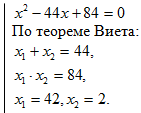 x² − 44x + 84 = 0
По теореме Виета:
x₁ + x₂ = 44,
x₁ · x₂ = 84,
x₁ = 42, x₂ = 2.